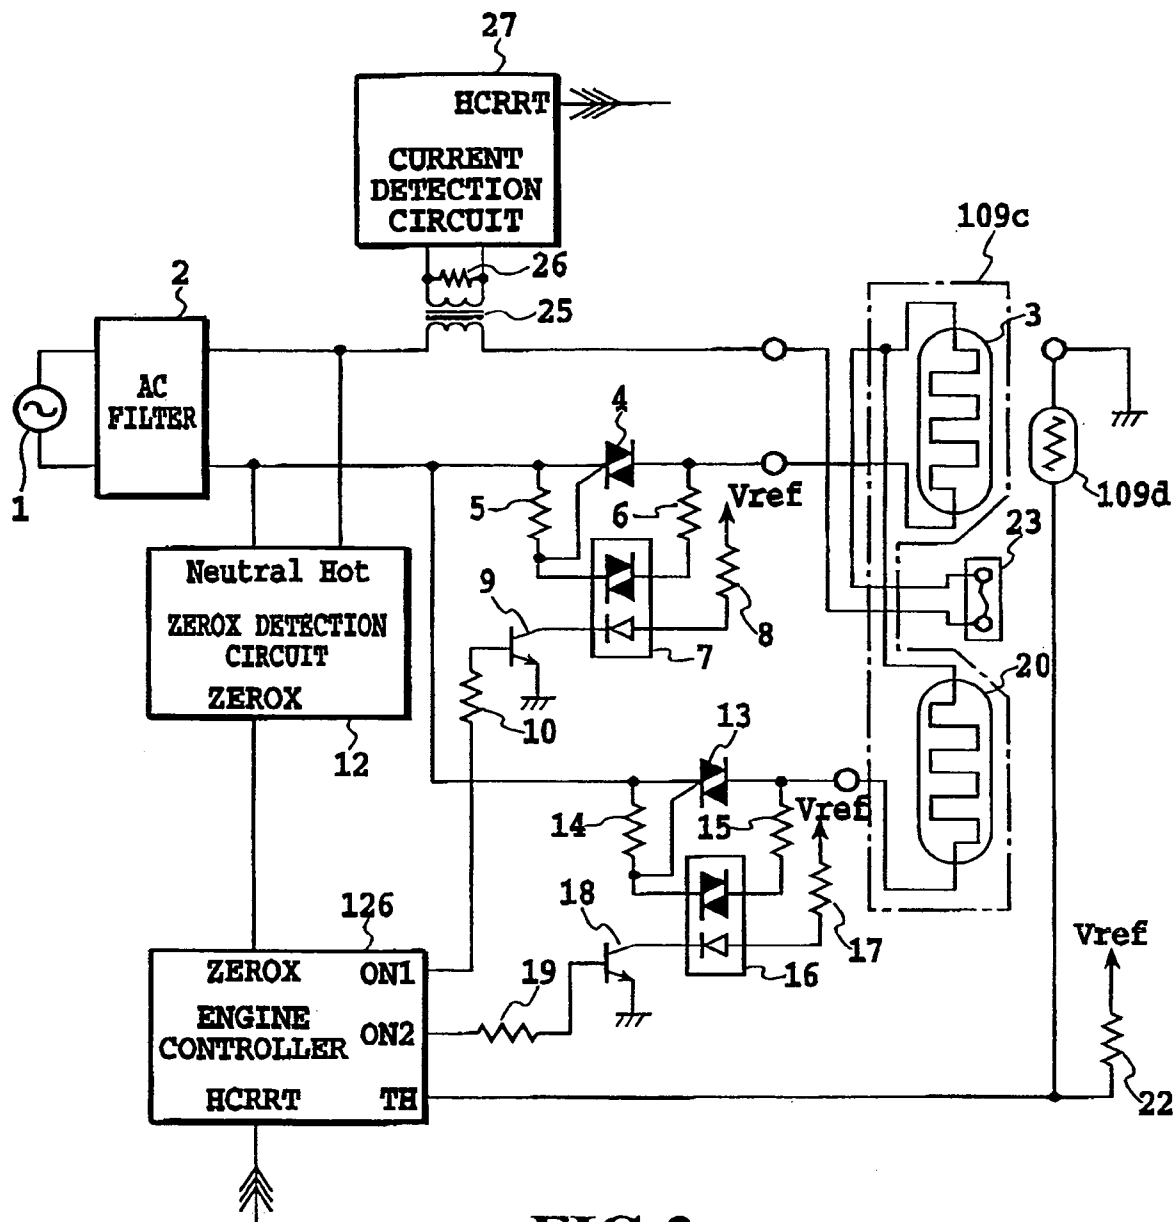 27
HCRRT
CURRENT
DETECTION
CIRCUIT
109c
26
2
25
3
AC
FILTER
4
1
5
6
Vref
109d
23
Neutral Hot
9
ZEROX DETECTION
CIRCUIT
8
7
20
ZEROX
10
13
12
Vref
14
15
126
18
17
Vref
ZEROX
ON1
19
16
ENGINE
CONTROLLER
ON2
HCRRT
TH
22